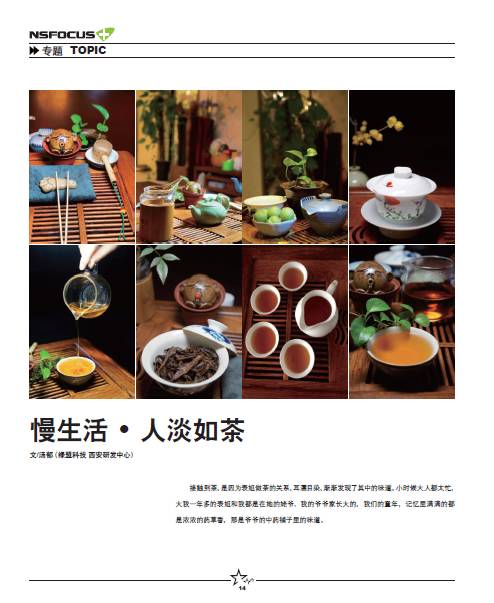 NSFOCUS
专题 TOPIC
慢生活 • 人淡如茶
文/汤郁（绿盟科技 西安研发中心）
接触到茶，是因为表姐做茶的关系，耳濡目染，渐渐发现了其中的味道。小时候大人都太忙，
大我一年多的表姐和我都是在她的姥爷、我的爷爷家长大的，我们的童年，记忆里满满的都
是浓浓的药草香，那是爷爷的中药铺子里的味道。
14